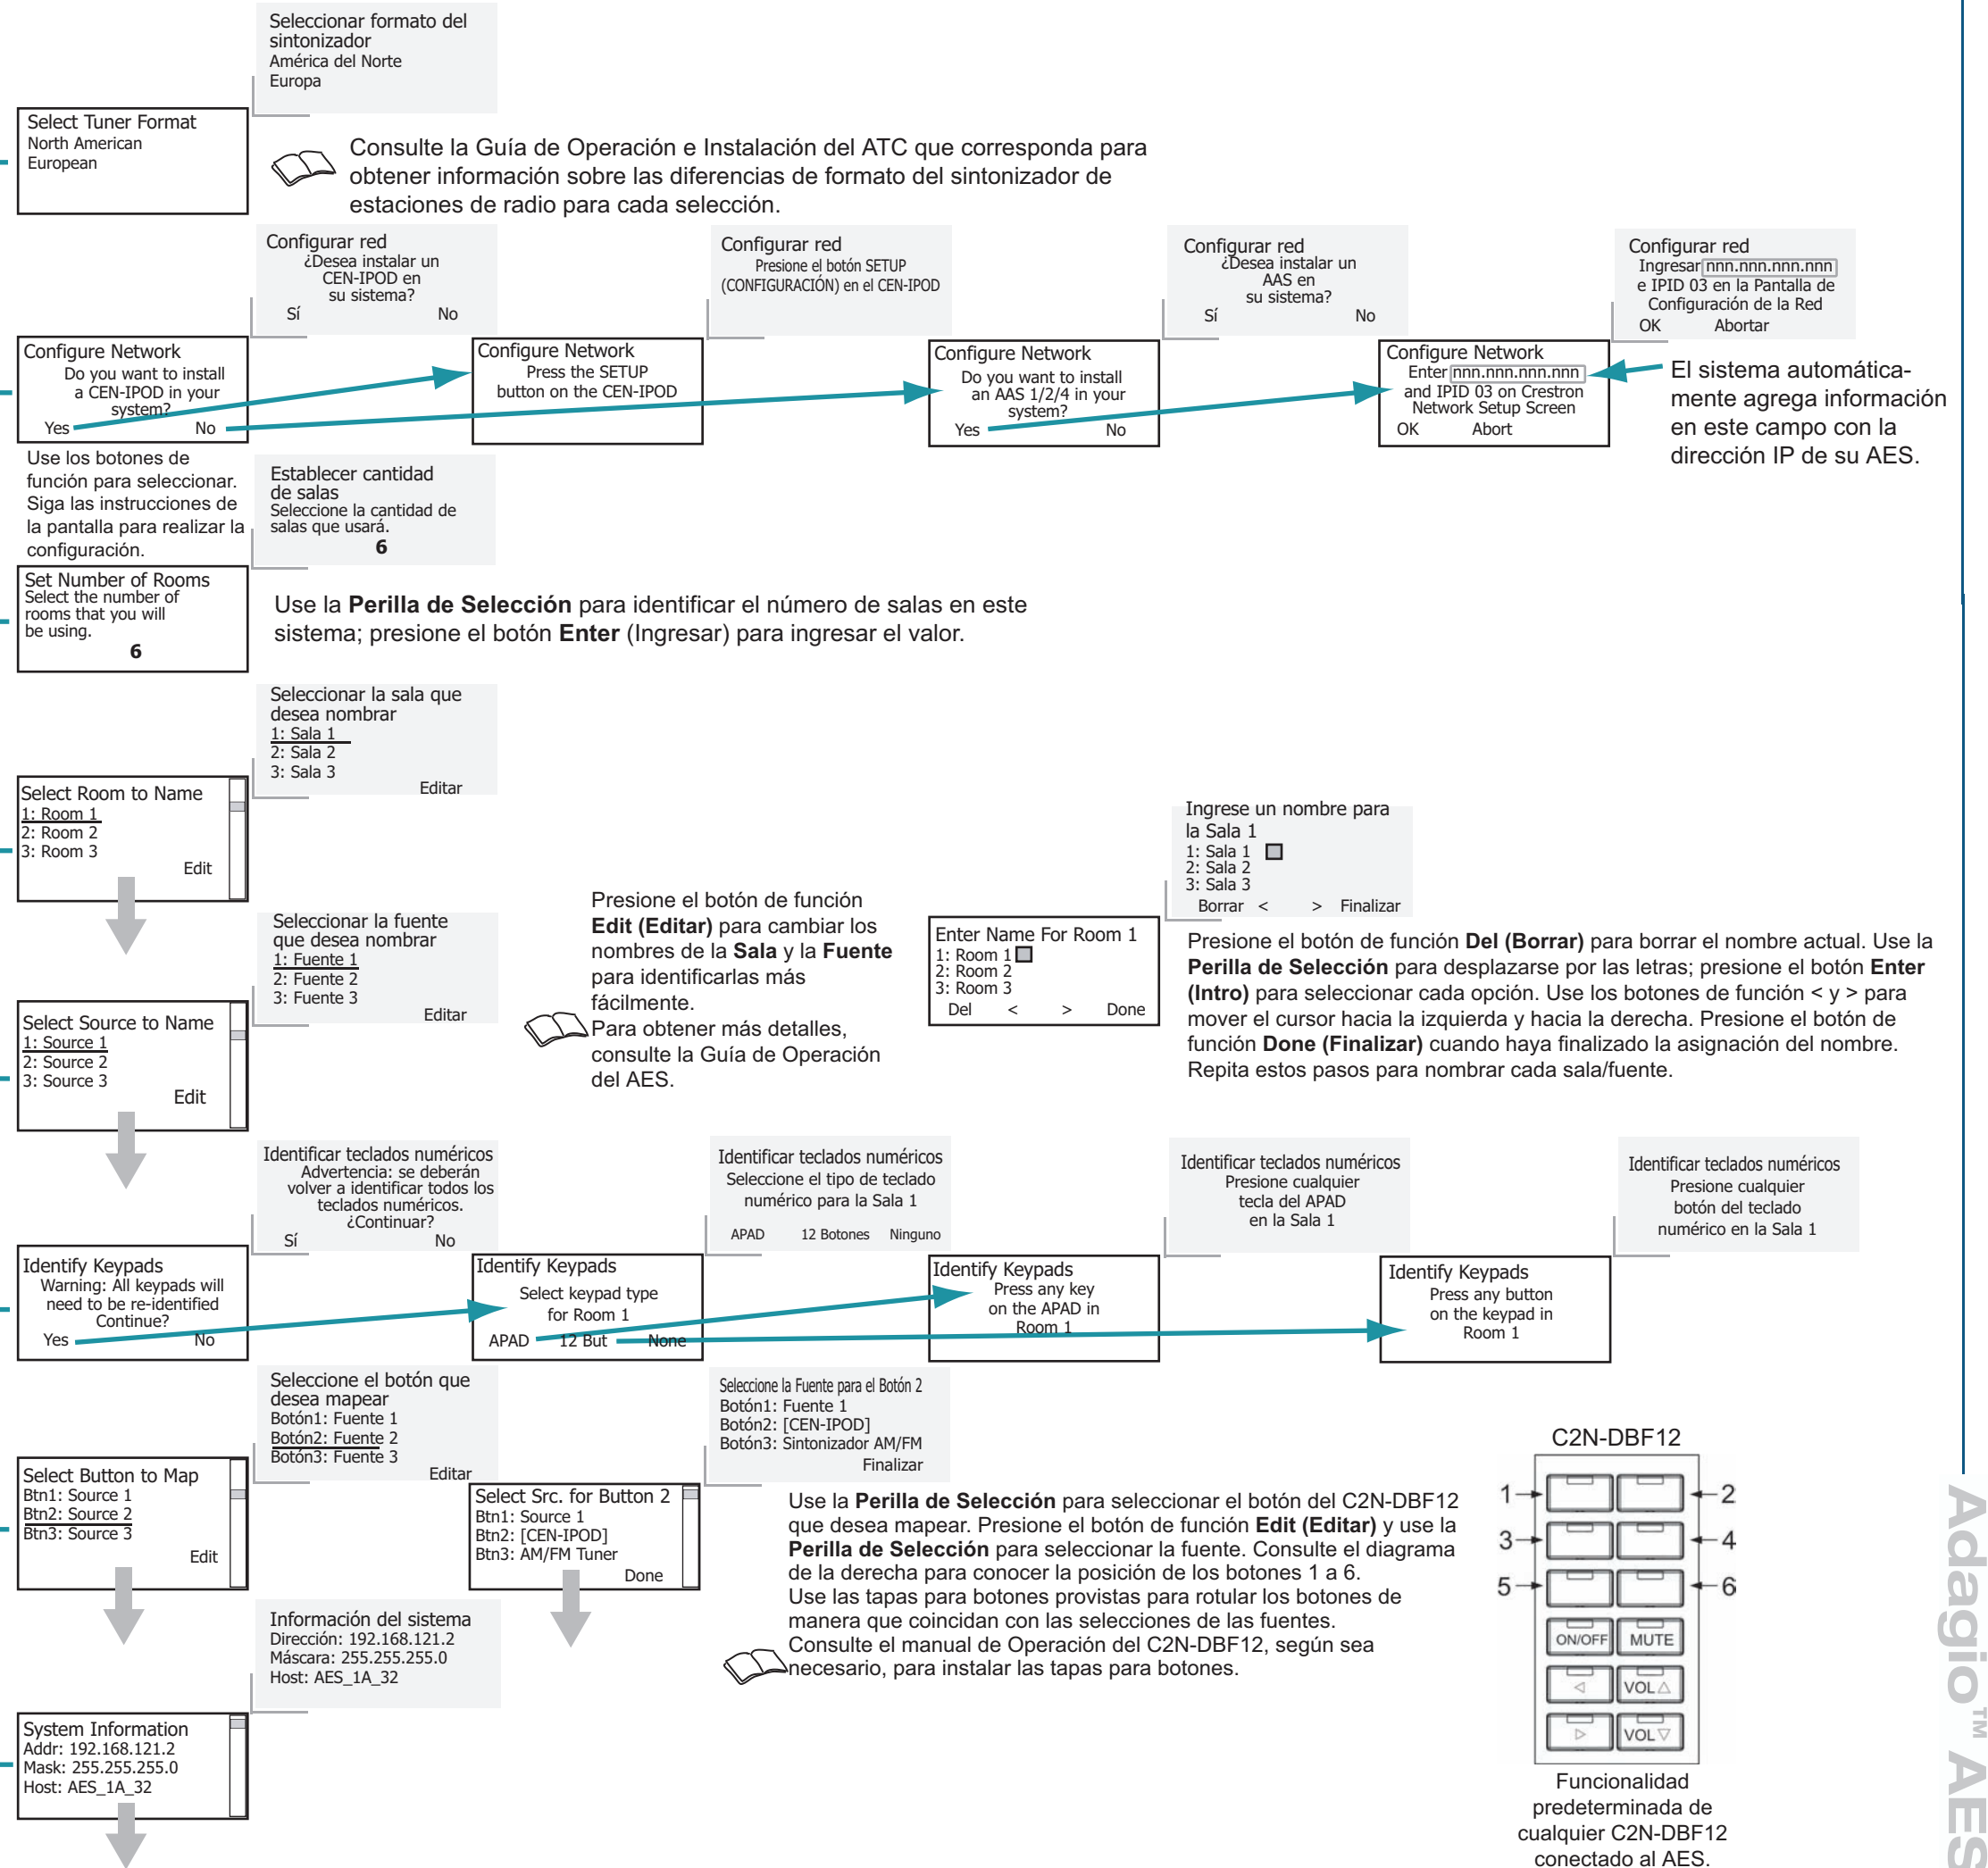 Seleccionar formato del
sintonizador
América del Norte
Europa
Select Tuner Format
North American
European
Consulte la Guía de Operación e Instalación del ATC que corresponda para
obtener información sobre las diferencias de formato del sintonizador de
estaciones de radio para cada selección.
Configurar red
¿Desea instalar un
CEN-IPOD en
su sistema?
Sí No
Configurar red
Presione el botón SETUP
(CONFIGURACIÓN) en el CEN-IPOD
Configurar red
¿Desea instalar un
AAS en
su sistema?
Sí No
Configurar red
Ingresar nnn.nnn.nnn.nnn
e IPID 03 en la Pantalla de
Configuración de la Red
OK Abortar
Configure Network
Do you want to install
a CEN-IPOD in your
system?
Yes No
Configure Network
Press the SETUP
button on the CEN-IPOD
Configure Network
Do you want to install
an AAS 1/2/4 in your
system?
Yes No
Configure Network
Enter nnn.nnn.nnn.nnn
and IPID 03 on Crestron
Network Setup Screen
OK Abort
El sistema automática-
mente agrega información
en este campo con la
dirección IP de su AES.
Use los botones de
función para seleccionar.
Siga las instrucciones de
la pantalla para realizar la
configuración.
Establecer cantidad
de salas
Seleccione la cantidad de
salas que usará.
6
Set Number of Rooms
Select the number of
rooms that you will
be using.
6
Use la Perilla de Selección para identificar el número de salas en este
sistema; presione el botón Enter (Ingresar) para ingresar el valor.
Seleccionar la sala que
desea nombrar
1: Sala 1
2: Sala 2
3: Sala 3
Editar
Select Room to Name
1: Room 1
2: Room 2
3: Room 3
Edit
Seleccionar la fuente
que desea nombrar
1: Fuente 1
2: Fuente 2
3: Fuente 3
Editar
Select Source to Name
1: Source 1
2: Source 2
3: Source 3
Edit
Presione el botón de función
Edit (Editar) para cambiar los
nombres de la Sala y la Fuente
para identificarlas más
fácilmente.
Para obtener más detalles,
consulte la Guía de Operación
del AES.
Ingrese un nombre para
la Sala 1
1: Sala 1
2: Sala 2
3: Sala 3
Borrar < > Finalizar
Enter Name For Room 1
1: Room 1
2: Room 2
3: Room 3
Del < > Done
Presione el botón de función Del (Borrar) para borrar el nombre actual. Use la
Perilla de Selección para desplazarse por las letras; presione el botón Enter
(Intro) para seleccionar cada opción. Use los botones de función < y > para
mover el cursor hacia la izquierda y hacia la derecha. Presione el botón de
función Done (Finalizar) cuando haya finalizado la asignación del nombre.
Repita estos pasos para nombrar cada sala/fuente.
Identificar teclados numéricos
Advertencia: se deberán
volver a identificar todos los
teclados numéricos.
¿Continuar?
Sí No
Identificar teclados numéricos
Seleccione el tipo de teclado
numérico para la Sala 1
APAD 12 Botones Ninguno
Identificar teclados numéricos
Presione cualquier
tecla del APAD
en la Sala 1
Identificar teclados numéricos
Presione cualquier
botón del teclado
numérico en la Sala 1
Identify Keypads
Warning: All keypads will
need to be re-identified
Continue?
Yes No
Identify Keypads
Select keypad type
for Room 1
APAD 12 But None
Identify Keypads
Press any key
on the APAD in
Room 1
Identify Keypads
Press any button
on the keypad in
Room 1
Seleccione el botón que
desea mapear
Botón1: Fuente 1
Botón2: Fuente 2
Botón3: Fuente 3
Editar
Select Button to Map
Btn1: Source 1
Btn2: Source 2
Btn3: Source 3
Edit
Seleccione la Fuente para el Botón 2
Botón1: Fuente 1
Botón2: [CEN-IPOD]
Botón3: Sintonizador AM/FM
Finalizar
Select Src. for Button 2
Btn1: Source 1
Btn2: [CEN-IPOD]
Btn3: AM/FM Tuner
Done
Use la Perilla de Selección para seleccionar el botón del C2N-DBF12
que desea mapear. Presione el botón de función Edit (Editar) y use la
Perilla de Selección para seleccionar la fuente. Consulte el diagrama
de la derecha para conocer la posición de los botones 1 a 6.
Use las tapas para botones provistas para rotular los botones de
manera que coincidan con las selecciones de las fuentes.
Consulte el manual de Operación del C2N-DBF12, según sea
necesario, para instalar las tapas para botones.
C2N-DBF12
1 2
3 4
5 6
ON/OFF MUTE
◁ VOL △
▷ VOL ▽
Funcionalidad
predeterminada de
cualquier C2N-DBF12
conectado al AES.
Información del sistema
Dirección: 192.168.121.2
Máscara: 255.255.255.0
Host: AES_1A_32
System Information
Addr: 192.168.121.2
Mask: 255.255.255.0
Host: AES_1A_32
Adagio™ AES